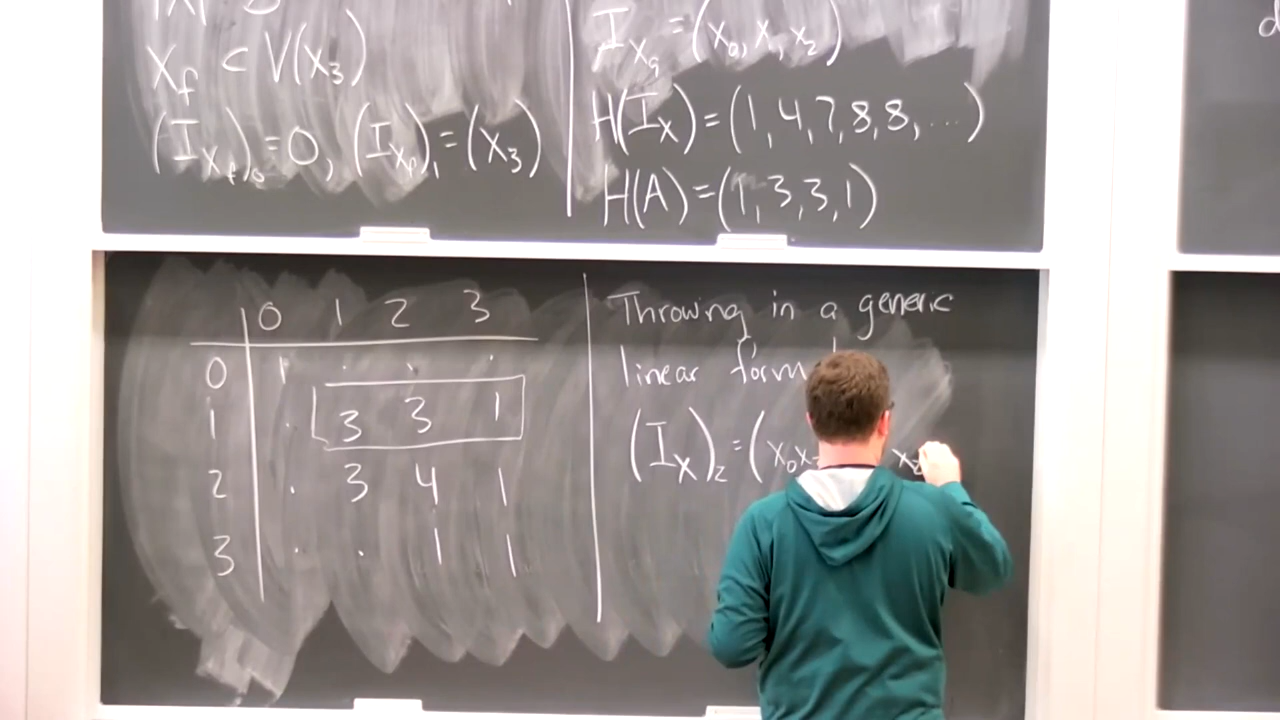 X_f ⊂ V(x_3)
(I_{X_f})_0 = 0, (I_{X_f})_1 = (x_3)
I_{X_g} = (x_0, x_1, x_2)
H(I_X) = (1, 4, 7, 8, 8, ... )
H(A) = (1, 3, 3, 1)
0 1 2 3
0 1 . . .
1 . 3 3 1
2 . 3 4 1
3 . . 1 1
Throwing in a generic
linear form
(I_X)_2 = (x_0x